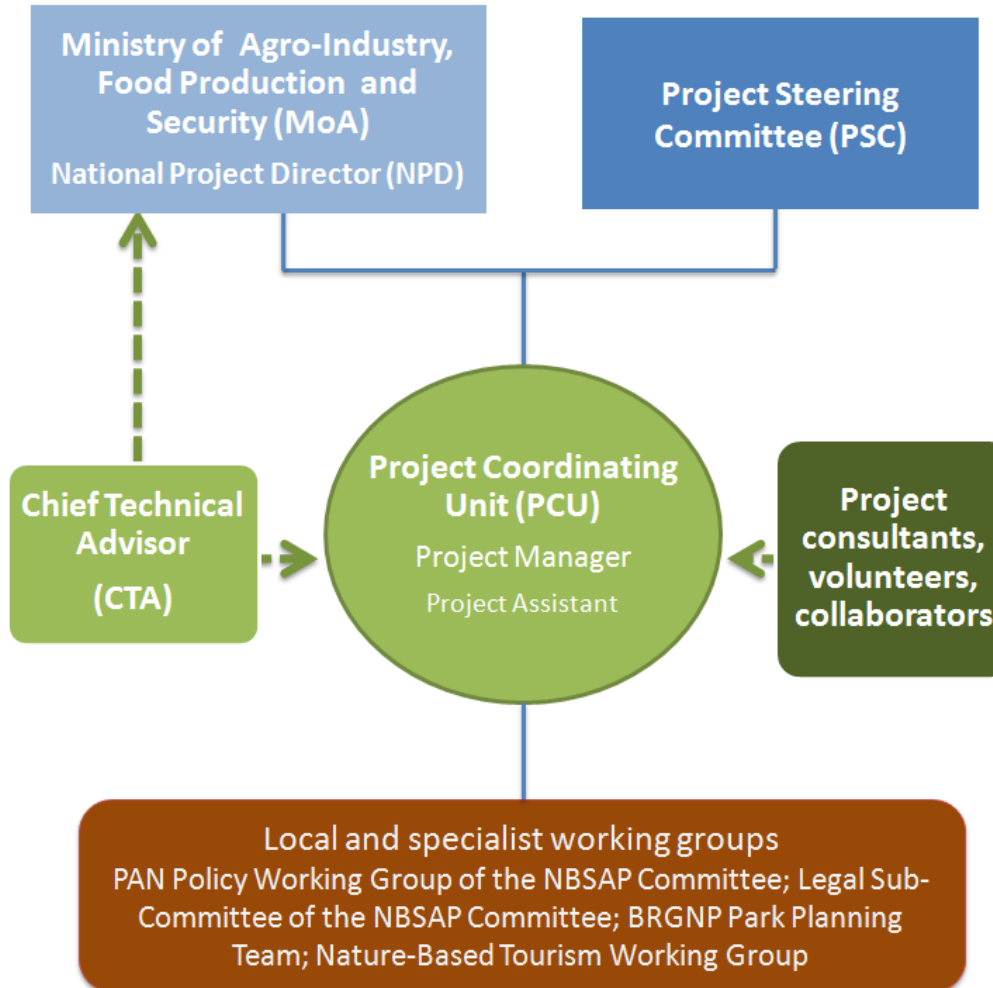 Ministry of Agro-Industry,
Food Production and
Security (MoA)
National Project Director (NPD)
Project Steering
Committee (PSC)
Chief Technical
Advisor
(CTA)
Project Coordinating
Unit (PCU)
Project Manager
Project Assistant
Project
consultants,
volunteers,
collaborators
Local and specialist working groups
PAN Policy Working Group of the NBSAP Committee; Legal Sub-
Committee of the NBSAP Committee; BRGNP Park Planning
Team; Nature-Based Tourism Working Group